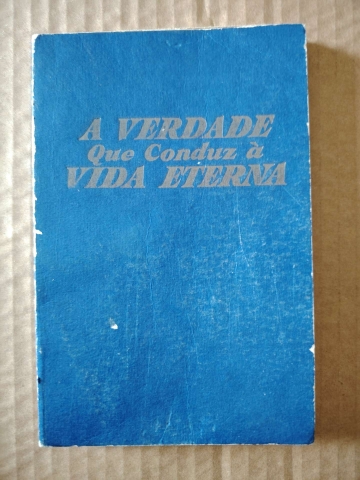 A VERDADE
Que Conduz à
VIDA ETERNA